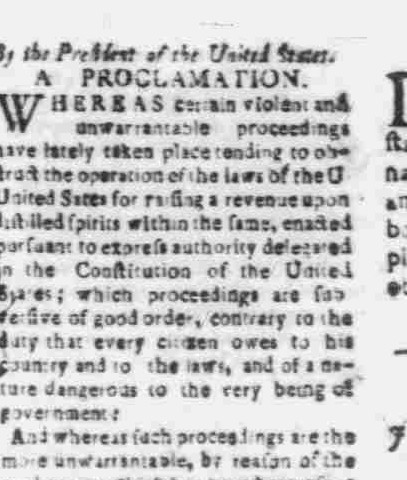 By the President of the United States.
A PROCLAMATION.
WHEREAS certain violent and
unwarrantable proceedings
have lately taken place tending to ob-
truct the operation of the laws of the U
United Sates for raiſing a revenue upon
diſtilled ſpirits within the ſame, enacted
purſuant to expreſs authority delegated
in the Conſtitution of the United
States; which proceedings are ſub
verſive of good order, contrary to the
duty that every citizen owes to his
country and to the laws, and of a na-
ture dangerous to the very being of
government:
And whereas ſuch proceedings are the
more unwarrantable, by reaſon of the